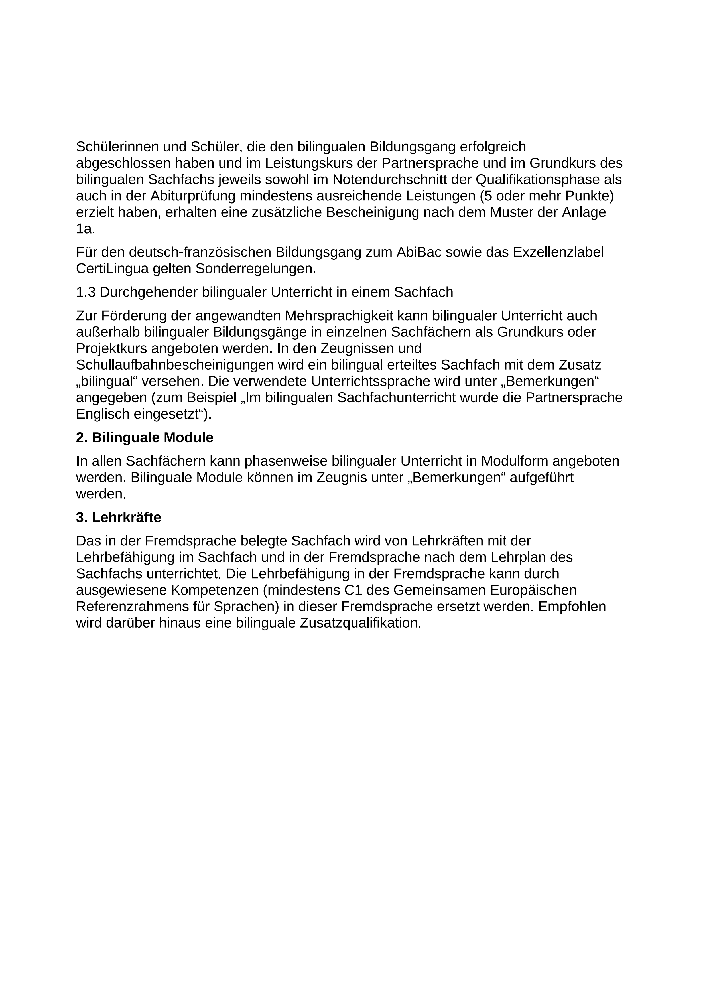 Schülerinnen und Schüler, die den bilingualen Bildungsgang erfolgreich
abgeschlossen haben und im Leistungskurs der Partnersprache und im Grundkurs des
bilingualen Sachfachs jeweils sowohl im Notendurchschnitt der Qualifikationsphase als
auch in der Abiturprüfung mindestens ausreichende Leistungen (5 oder mehr Punkte)
erzielt haben, erhalten eine zusätzliche Bescheinigung nach dem Muster der Anlage
1a.
Für den deutsch-französischen Bildungsgang zum AbiBac sowie das Exzellenzlabel
CertiLingua gelten Sonderregelungen.
1.3 Durchgehender bilingualer Unterricht in einem Sachfach
Zur Förderung der angewandten Mehrsprachigkeit kann bilingualer Unterricht auch
außerhalb bilingualer Bildungsgänge in einzelnen Sachfächern als Grundkurs oder
Projektkurs angeboten werden. In den Zeugnissen und
Schullaufbahnbescheinigungen wird ein bilingual erteiltes Sachfach mit dem Zusatz
„bilingual“ versehen. Die verwendete Unterrichtssprache wird unter „Bemerkungen“
angegeben (zum Beispiel „Im bilingualen Sachfachunterricht wurde die Partnersprache
Englisch eingesetzt“).
2. Bilinguale Module
In allen Sachfächern kann phasenweise bilingualer Unterricht in Modulform angeboten
werden. Bilinguale Module können im Zeugnis unter „Bemerkungen“ aufgeführt
werden.
3. Lehrkräfte
Das in der Fremdsprache belegte Sachfach wird von Lehrkräften mit der
Lehrbefähigung im Sachfach und in der Fremdsprache nach dem Lehrplan des
Sachfachs unterrichtet. Die Lehrbefähigung in der Fremdsprache kann durch
ausgewiesene Kompetenzen (mindestens C1 des Gemeinsamen Europäischen
Referenzrahmens für Sprachen) in dieser Fremdsprache ersetzt werden. Empfohlen
wird darüber hinaus eine bilinguale Zusatzqualifikation.